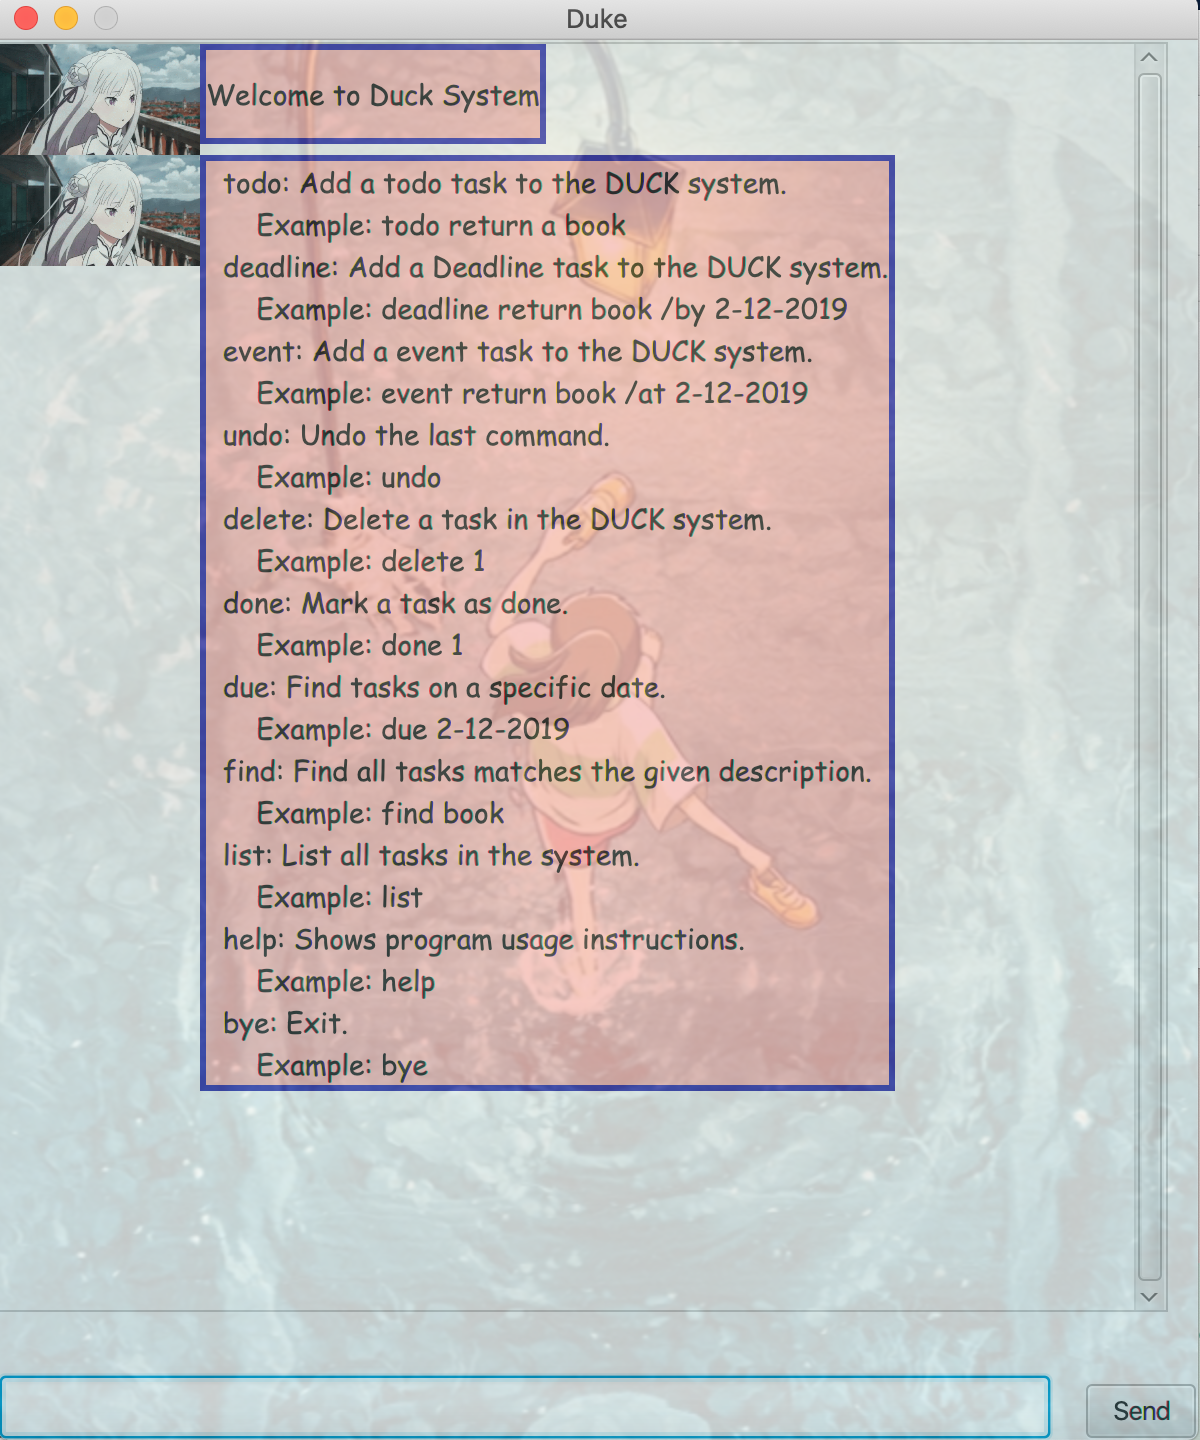 Duke
Welcome to Duck System
todo: Add a todo task to the DUCK system.
Example: todo return a book
deadline: Add a Deadline task to the DUCK system.
Example: deadline return book /by 2-12-2019
event: Add a event task to the DUCK system.
Example: event return book /at 2-12-2019
undo: Undo the last command.
Example: undo
delete: Delete a task in the DUCK system.
Example: delete 1
done: Mark a task as done.
Example: done 1
due: Find tasks on a specific date.
Example: due 2-12-2019
find: Find all tasks matches the given description.
Example: find book
list: List all tasks in the system.
Example: list
help: Shows program usage instructions.
Example: help
bye: Exit.
Example: bye
Send